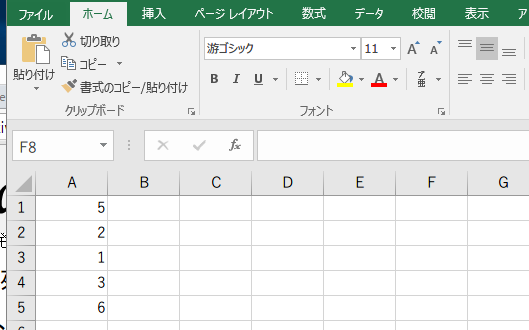 ファイル ホーム 挿入 ページ レイアウト 数式 データ 校閲 表示 ア
切り取り
コピー
書式のコピー/貼り付け
貼り付け
クリップボード
游ゴシック 11 A A
B I U A ア 亜
フォント
F8 fx
A B C D E F G
1 5
2 2
3 1
4 3
5 6